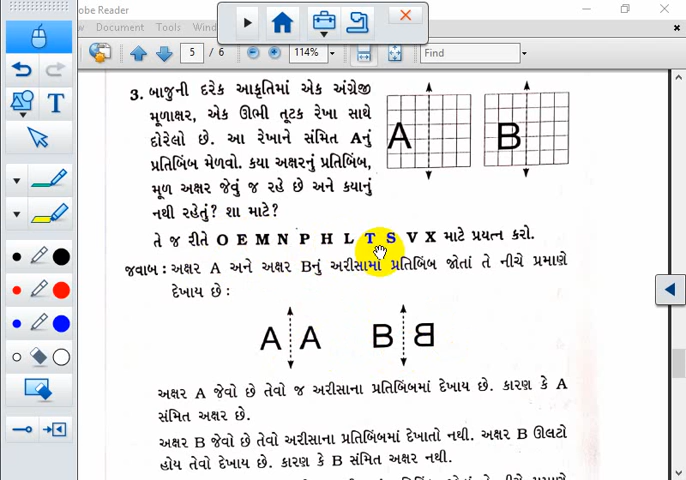 obe Reader
Document Tools Window
5 / 6 114% Find
3. બાજુની દરેક આકૃતિમાં એક અંગ્રેજી
મૂળાક્ષર, એક ઊભી તૂટક રેખા સાથે
દોરેલો છે. આ રેખાને સંમિત Aનું
પ્રતિબિંબ મેળવો. કયા અક્ષરનું પ્રતિબિંબ,
મૂળ અક્ષર જેવું જ રહે છે અને કયાનું
નથી રહેતું? શા માટે?
A B
તે જ રીતે O E M N P H L T S V X માટે પ્રયત્ન કરો.
જવાબ : અક્ષર A અને અક્ષર Bનું અરીસામાં પ્રતિબિંબ જોતાં તે નીચે પ્રમાણે
દેખાય છે :
A A B B
અક્ષર A જેવો છે તેવો જ અરીસાના પ્રતિબિંબમાં દેખાય છે. કારણ કે A
સંમિત અક્ષર છે.
અક્ષર B જેવો છે તેવો અરીસાના પ્રતિબિંબમાં દેખાતો નથી. અક્ષર B ઊલટો
હોય તેવો દેખાય છે. કારણ કે B સંમિત અક્ષર નથી.